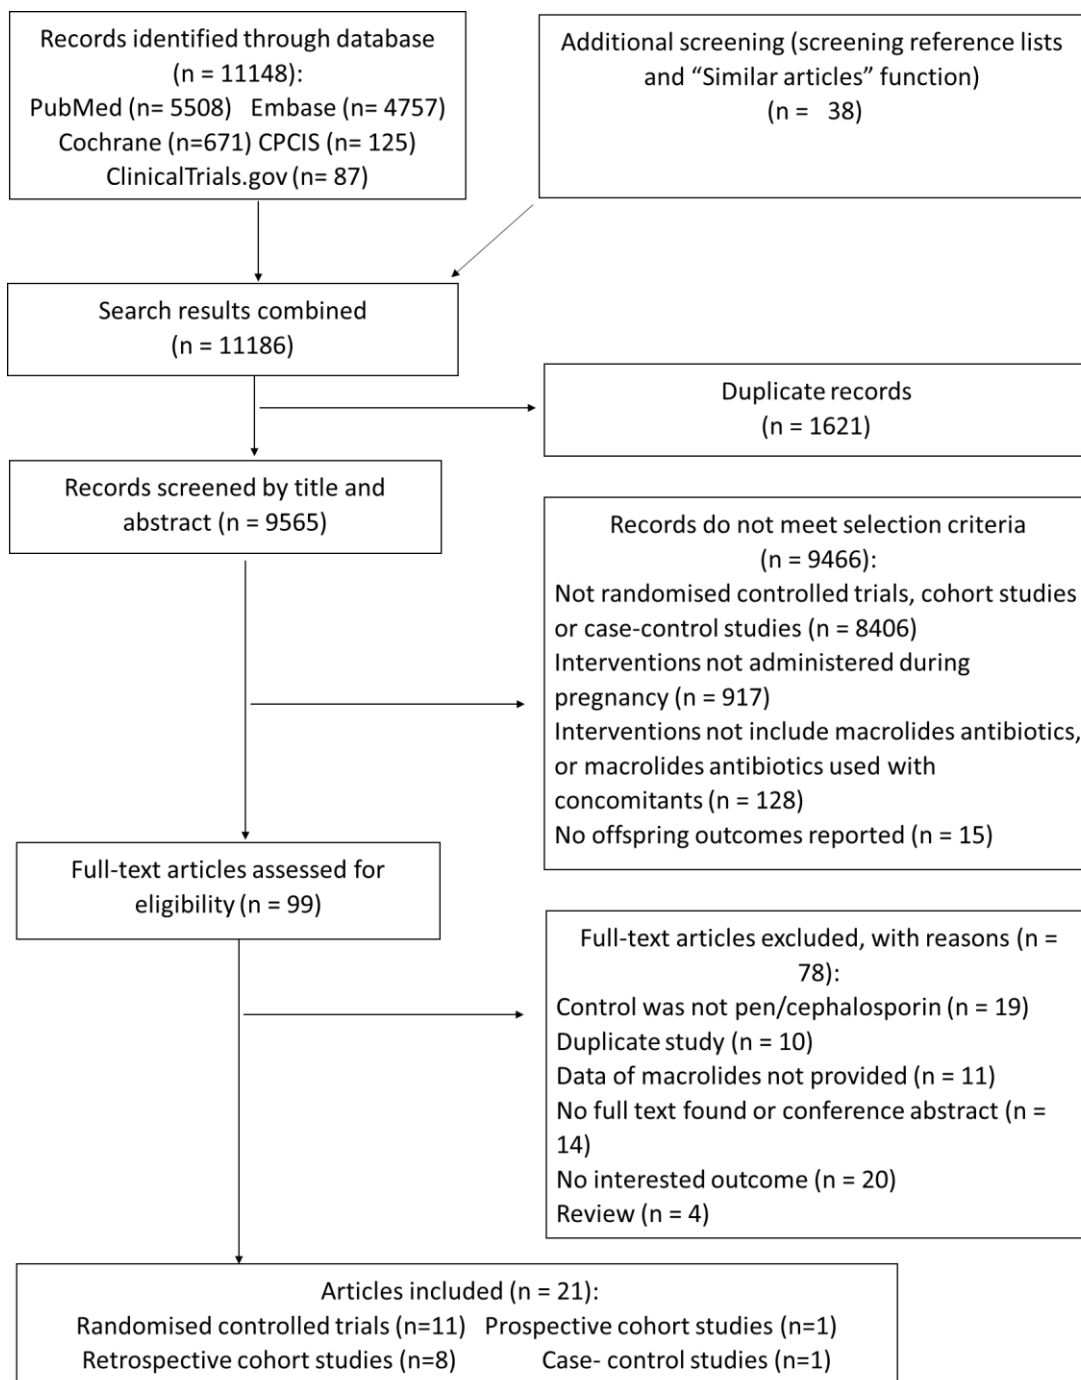 Records identified through database
(n = 11148):
PubMed (n= 5508) Embase (n= 4757)
Cochrane (n=671) CPCIS (n= 125)
ClinicalTrials.gov (n= 87)
Additional screening (screening reference lists
and “Similar articles” function)
(n = 38)
Search results combined
(n = 11186)
Duplicate records
(n = 1621)
Records screened by title and
abstract (n = 9565)
Records do not meet selection criteria
(n = 9466):
Not randomised controlled trials, cohort studies
or case-control studies (n = 8406)
Interventions not administered during
pregnancy (n = 917)
Interventions not include macrolides antibiotics,
or macrolides antibiotics used with
concomitants (n = 128)
No offspring outcomes reported (n = 15)
Full-text articles assessed for
eligibility (n = 99)
Full-text articles excluded, with reasons (n =
78):
Control was not pen/cephalosporin (n = 19)
Duplicate study (n = 10)
Data of macrolides not provided (n = 11)
No full text found or conference abstract (n =
14)
No interested outcome (n = 20)
Review (n = 4)
Articles included (n = 21):
Randomised controlled trials (n=11) Prospective cohort studies (n=1)
Retrospective cohort studies (n=8) Case- control studies (n=1)